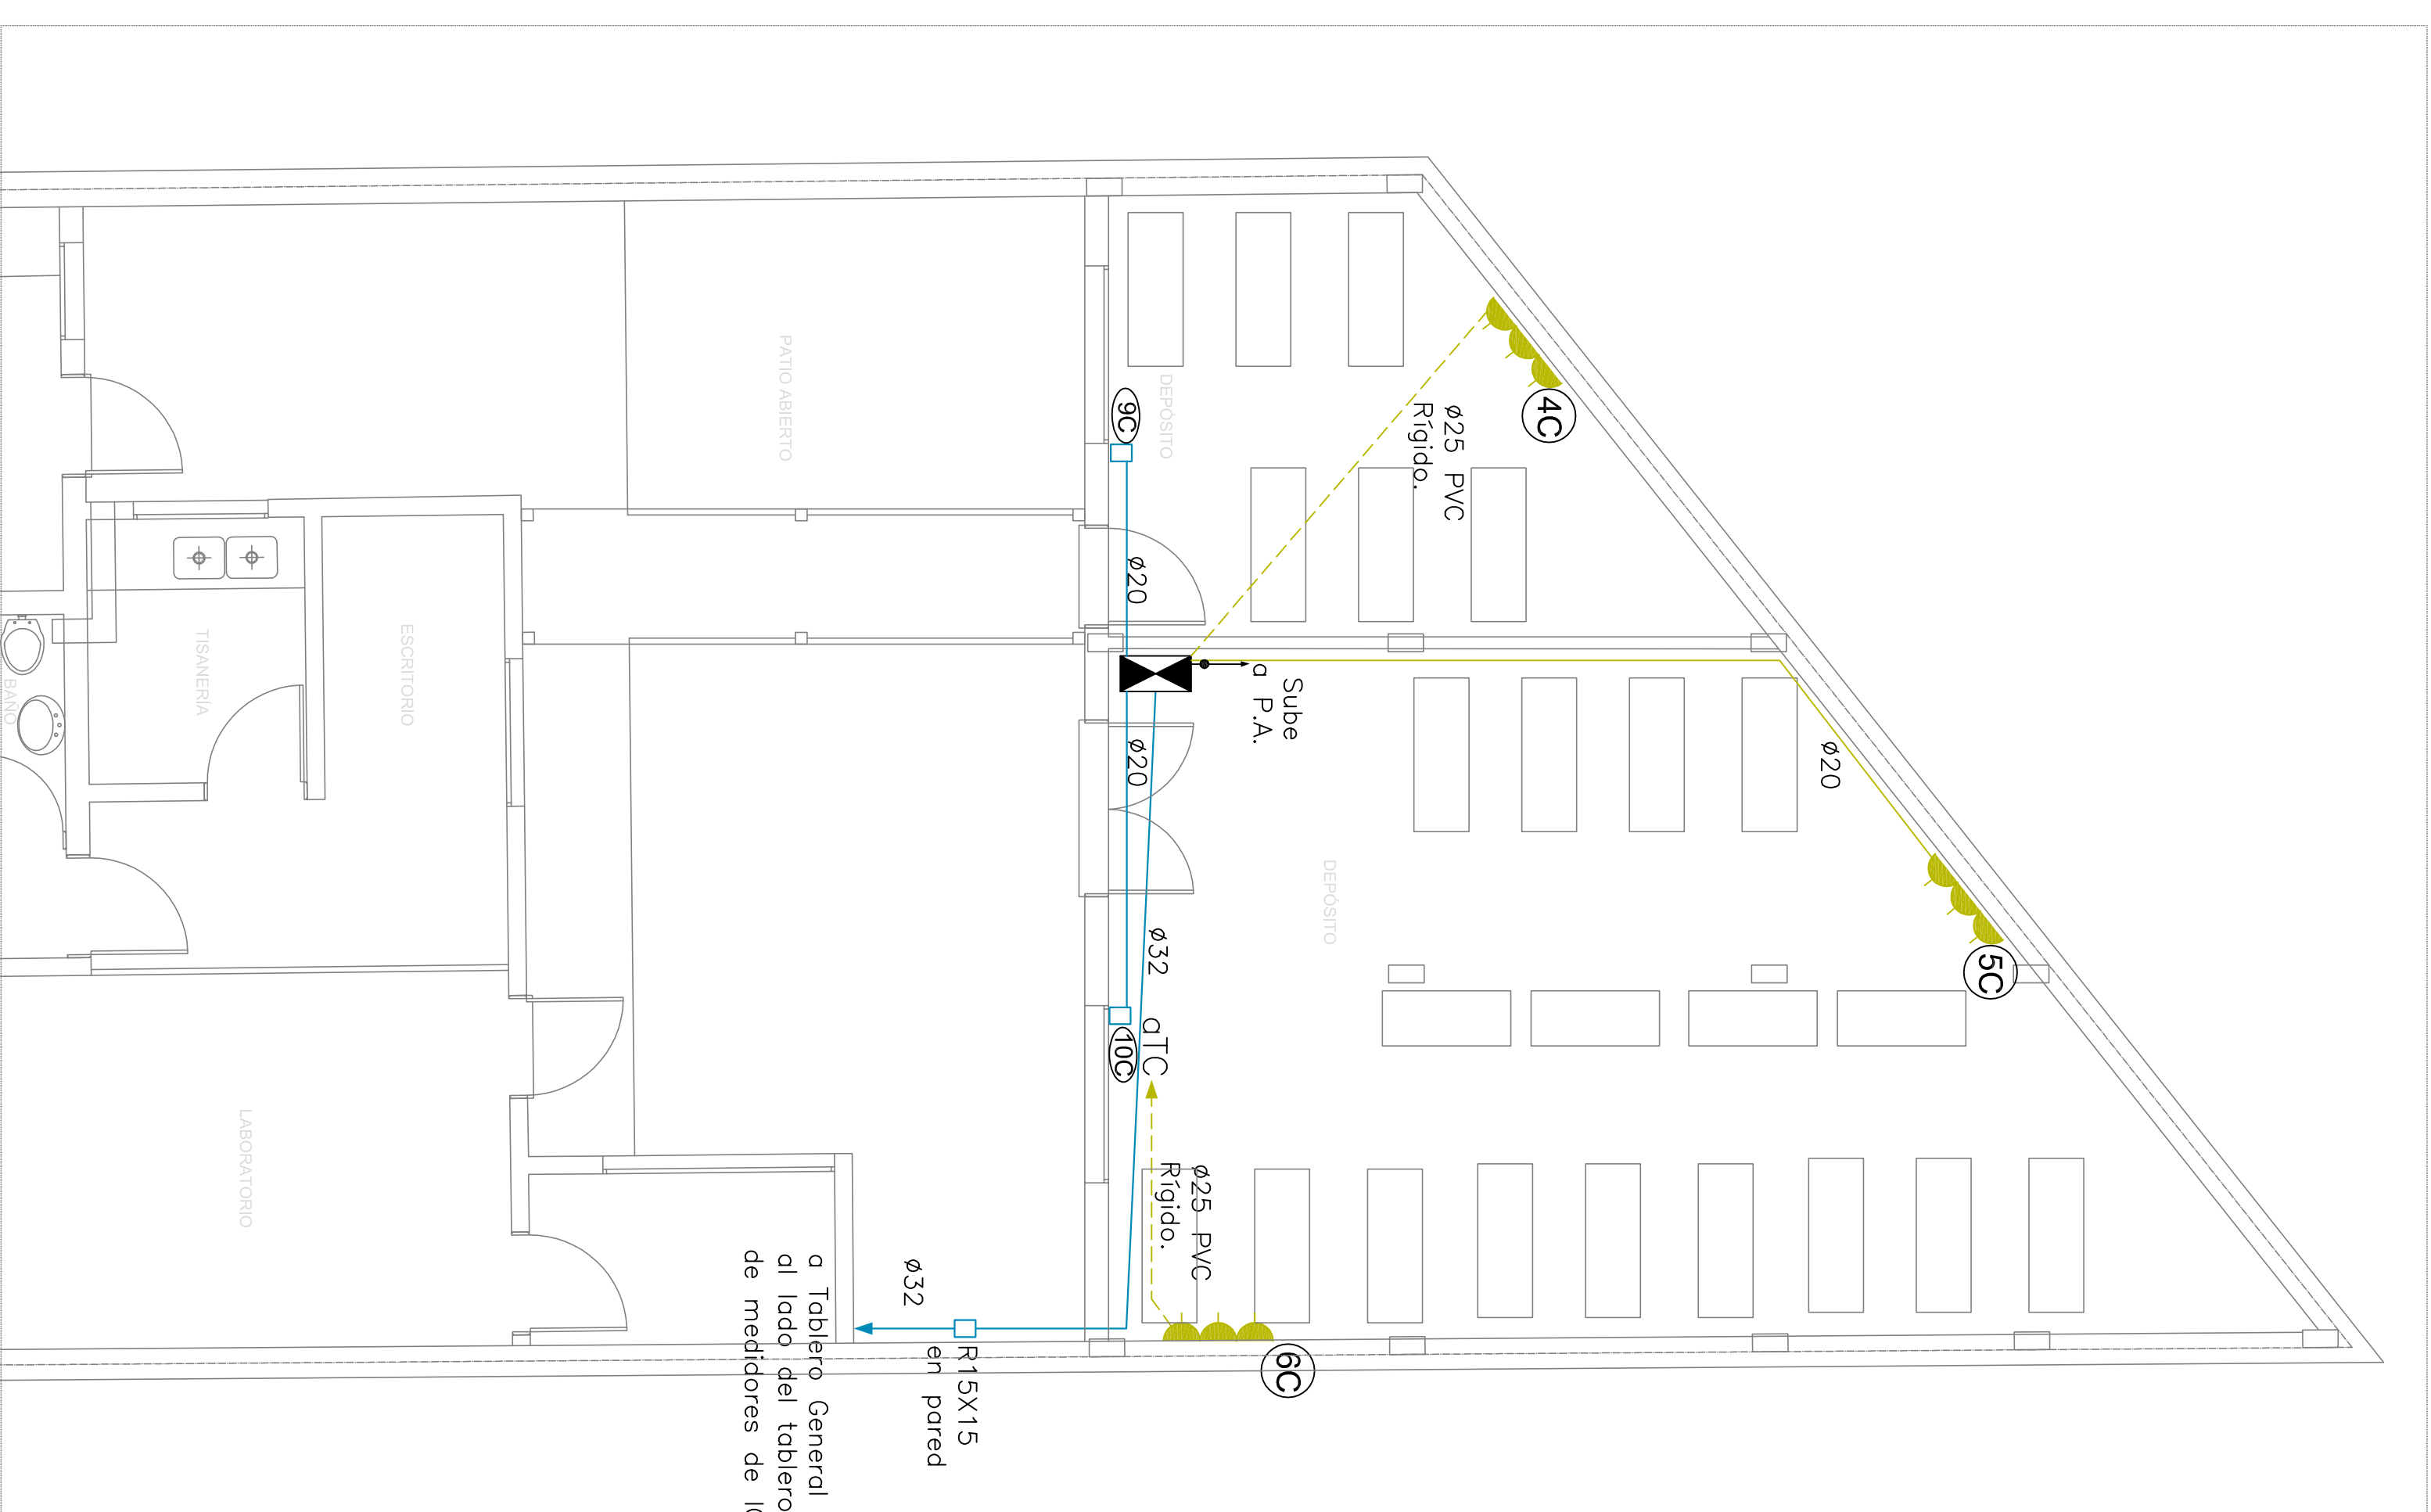 PATIO ABIERTO
DEPÓSITO
9C
4C
ø25 PVC
Rígido.
ø20
TISANERÍA
ESCRITORIO
BAÑO
Sube
a P.A.
ø20
ø20
DEPÓSITO
ø32
5C
aTC
10C
LABORATORIO
ø25 PVC
Rígido.
ø32
a Tablero General
al lado del tablero
de medidores de
R15X15
en pared
6C